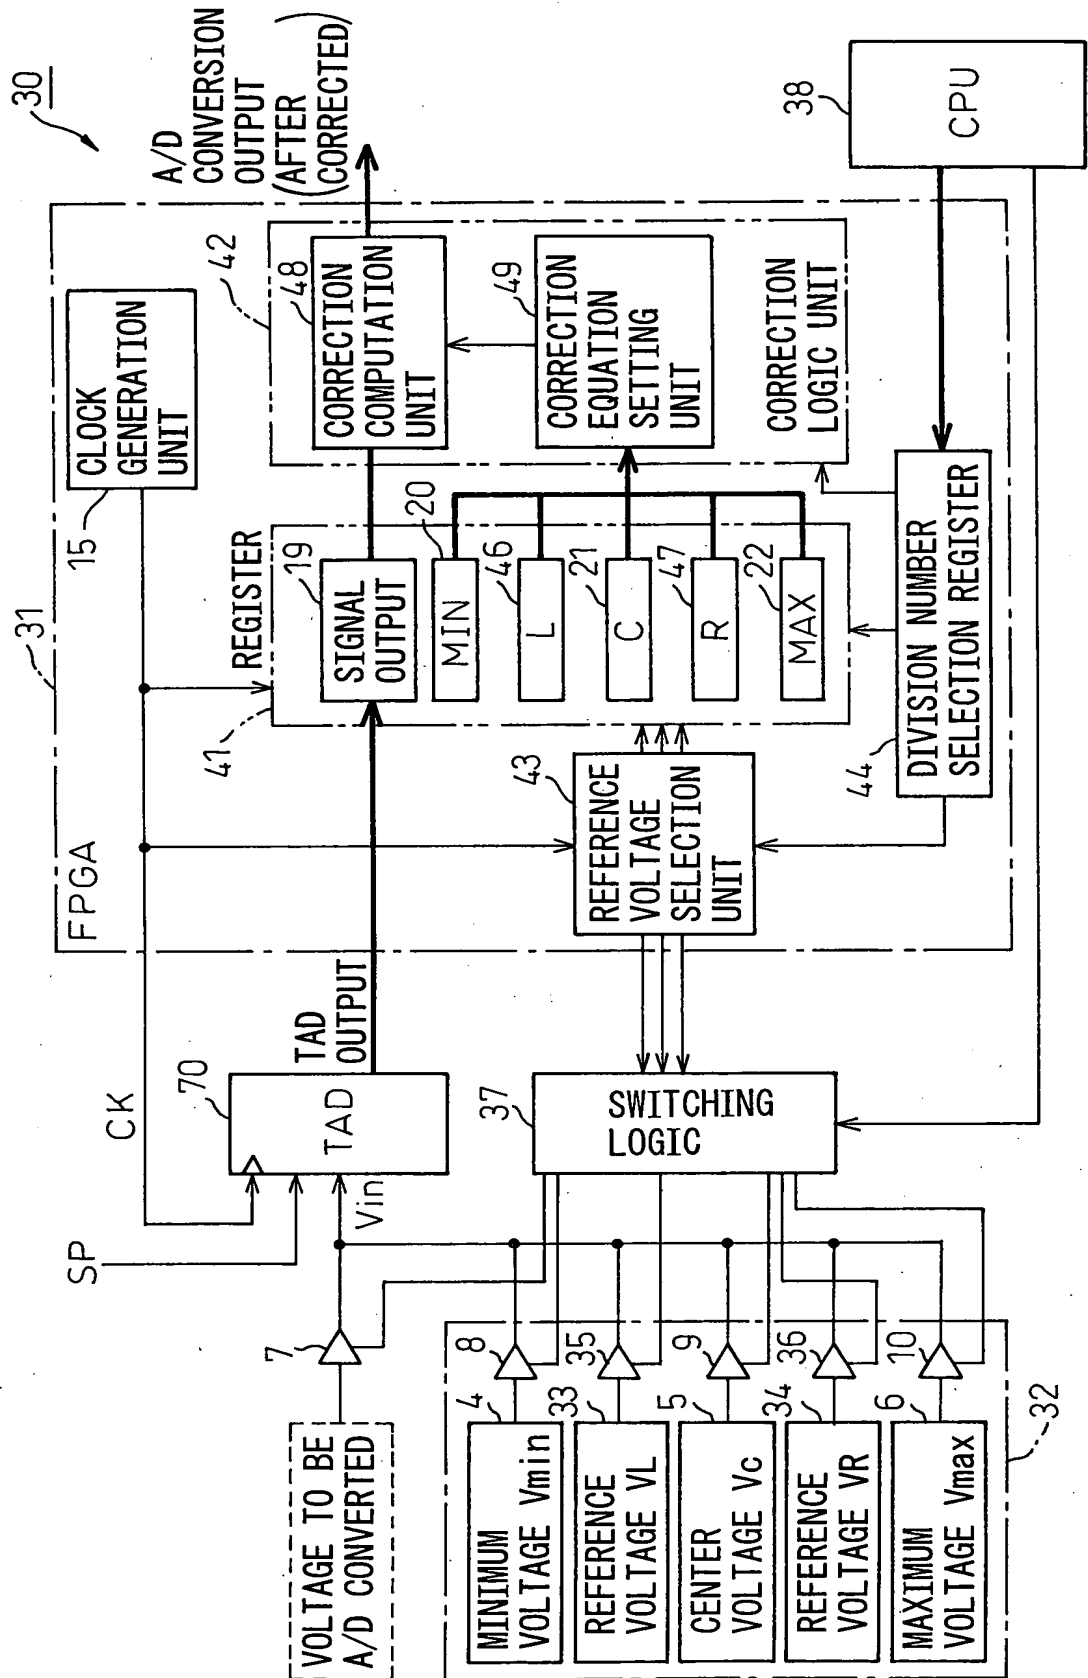 30
A/D
CONVERSION
OUTPUT
(AFTER
CORRECTED)
31
FPGA
15
CLOCK
GENERATION
UNIT
CK
SP
70
TAD
Vin
TAD
OUTPUT
REGISTER
41
19
SIGNAL
OUTPUT
20
MIN
46
L
21
C
47
R
22
MAX
42
48
CORRECTION
COMPUTATION
UNIT
49
CORRECTION
EQUATION
SETTING
UNIT
CORRECTION
LOGIC UNIT
43
REFERENCE
VOLTAGE
SELECTION
UNIT
44
DIVISION NUMBER
SELECTION REGISTER
38
CPU
37
SWITCHING
LOGIC
VOLTAGE TO BE
A/D CONVERTED
7
4
MINIMUM
VOLTAGE Vmin
8
33
REFERENCE
VOLTAGE VL
35
5
CENTER
VOLTAGE Vc
9
34
REFERENCE
VOLTAGE VR
36
6
MAXIMUM
VOLTAGE Vmax
10
32